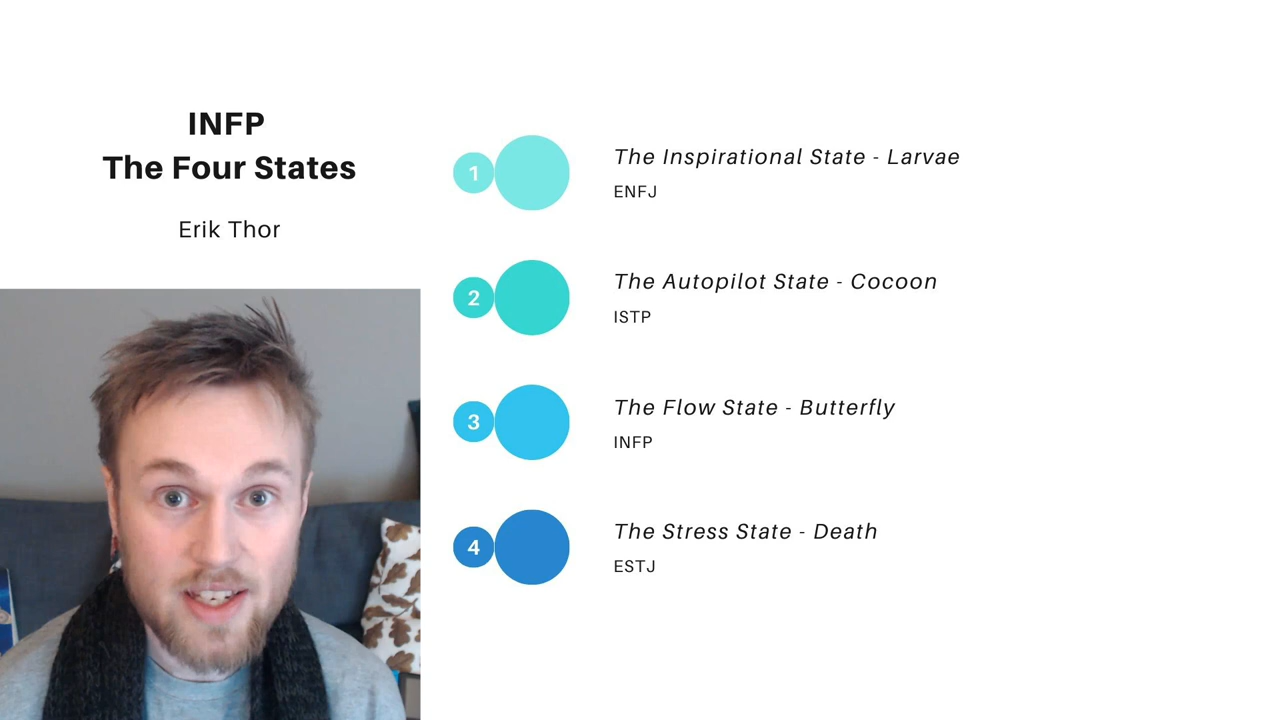 INFP
The Four States
Erik Thor
1
The Inspirational State - Larvae
ENFJ
2
The Autopilot State - Cocoon
ISTP
3
The Flow State - Butterfly
INFP
4
The Stress State - Death
ESTJ